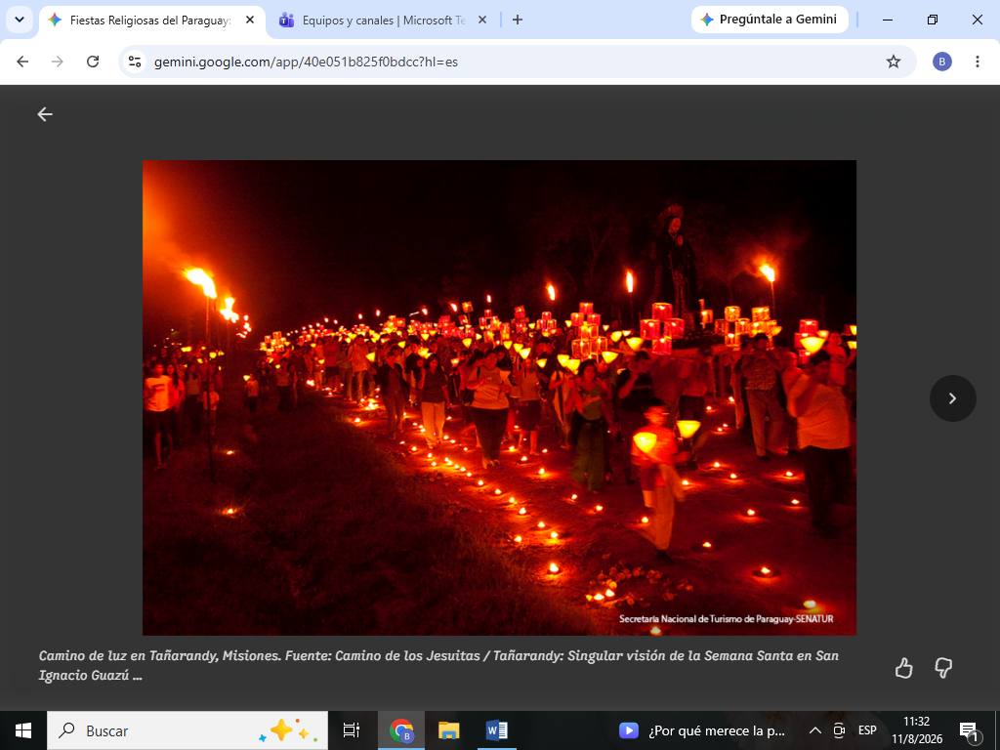 Fiestas Religiosas del Paraguay:
Equipos y canales | Microsoft Te
Pregúntale a Gemini
gemini.google.com/app/40e051b825f0bdcc?hl=es
B
Secretaría Nacional de Turismo de Paraguay-SENATUR
Camino de luz en Tañarandy, Misiones. Fuente: Camino de los Jesuitas / Tañarandy: Singular visión de la Semana Santa en San
Ignacio Guazú ...
Buscar
B
¿Por qué merece la p...
ESP
11:32
11/8/2026
1